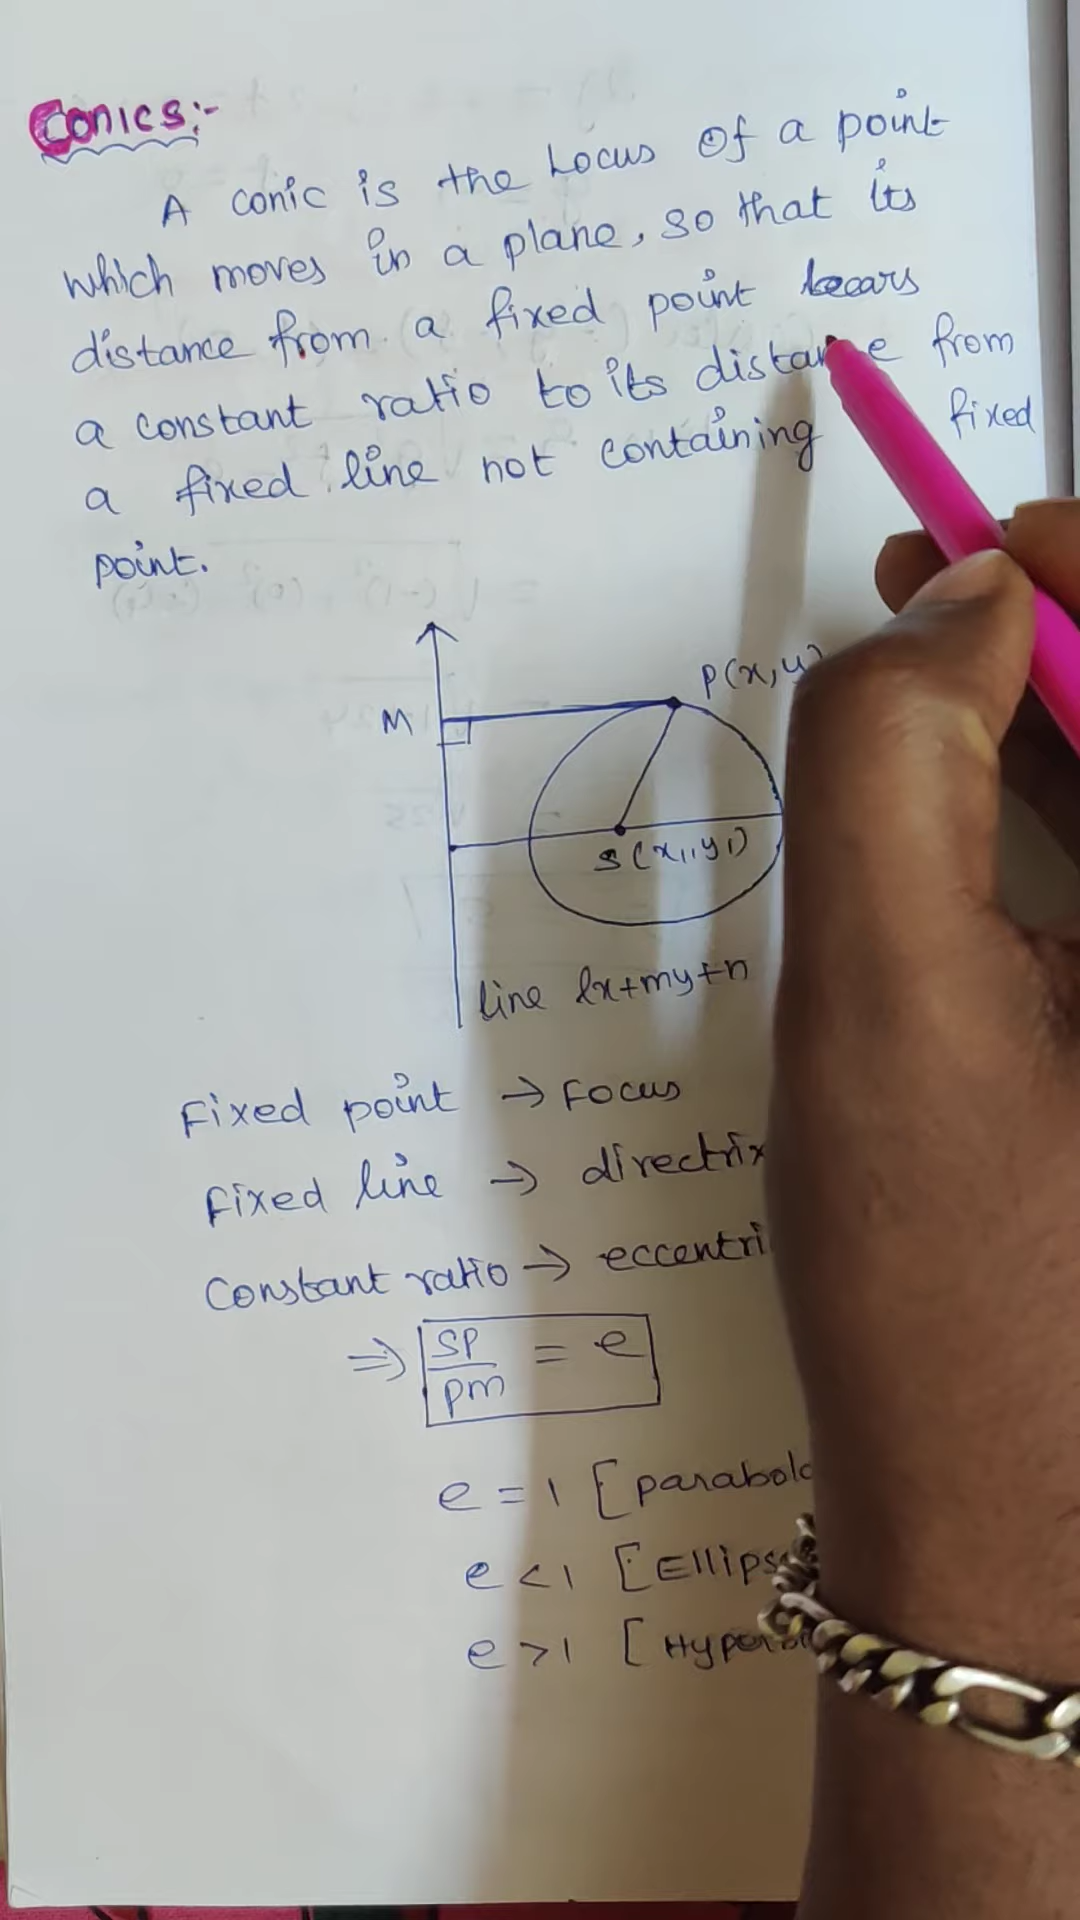 Conics:-
A conic is the Locus of a point
which moves in a plane, so that its
distance from a fixed point bears
a constant ratio to its distance from
a fixed line not containing fixed
point.
P(x, y)
M
S(x1, y1)
line lx+my+n
Fixed point → Focus
Fixed line → directrix
Constant ratio → eccentri
⇒ SP/PM = e
e = 1 [parabola
e < 1 [Ellipse
e > 1 [Hyperbol